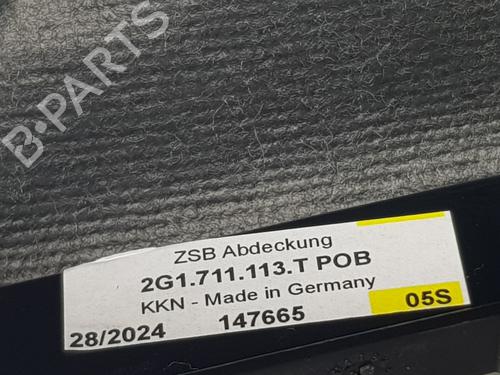 B-PARTS
ZSB Abdeckung
2G1.711.113.T POB
KKN - Made in Germany
28/2024 147665 05S